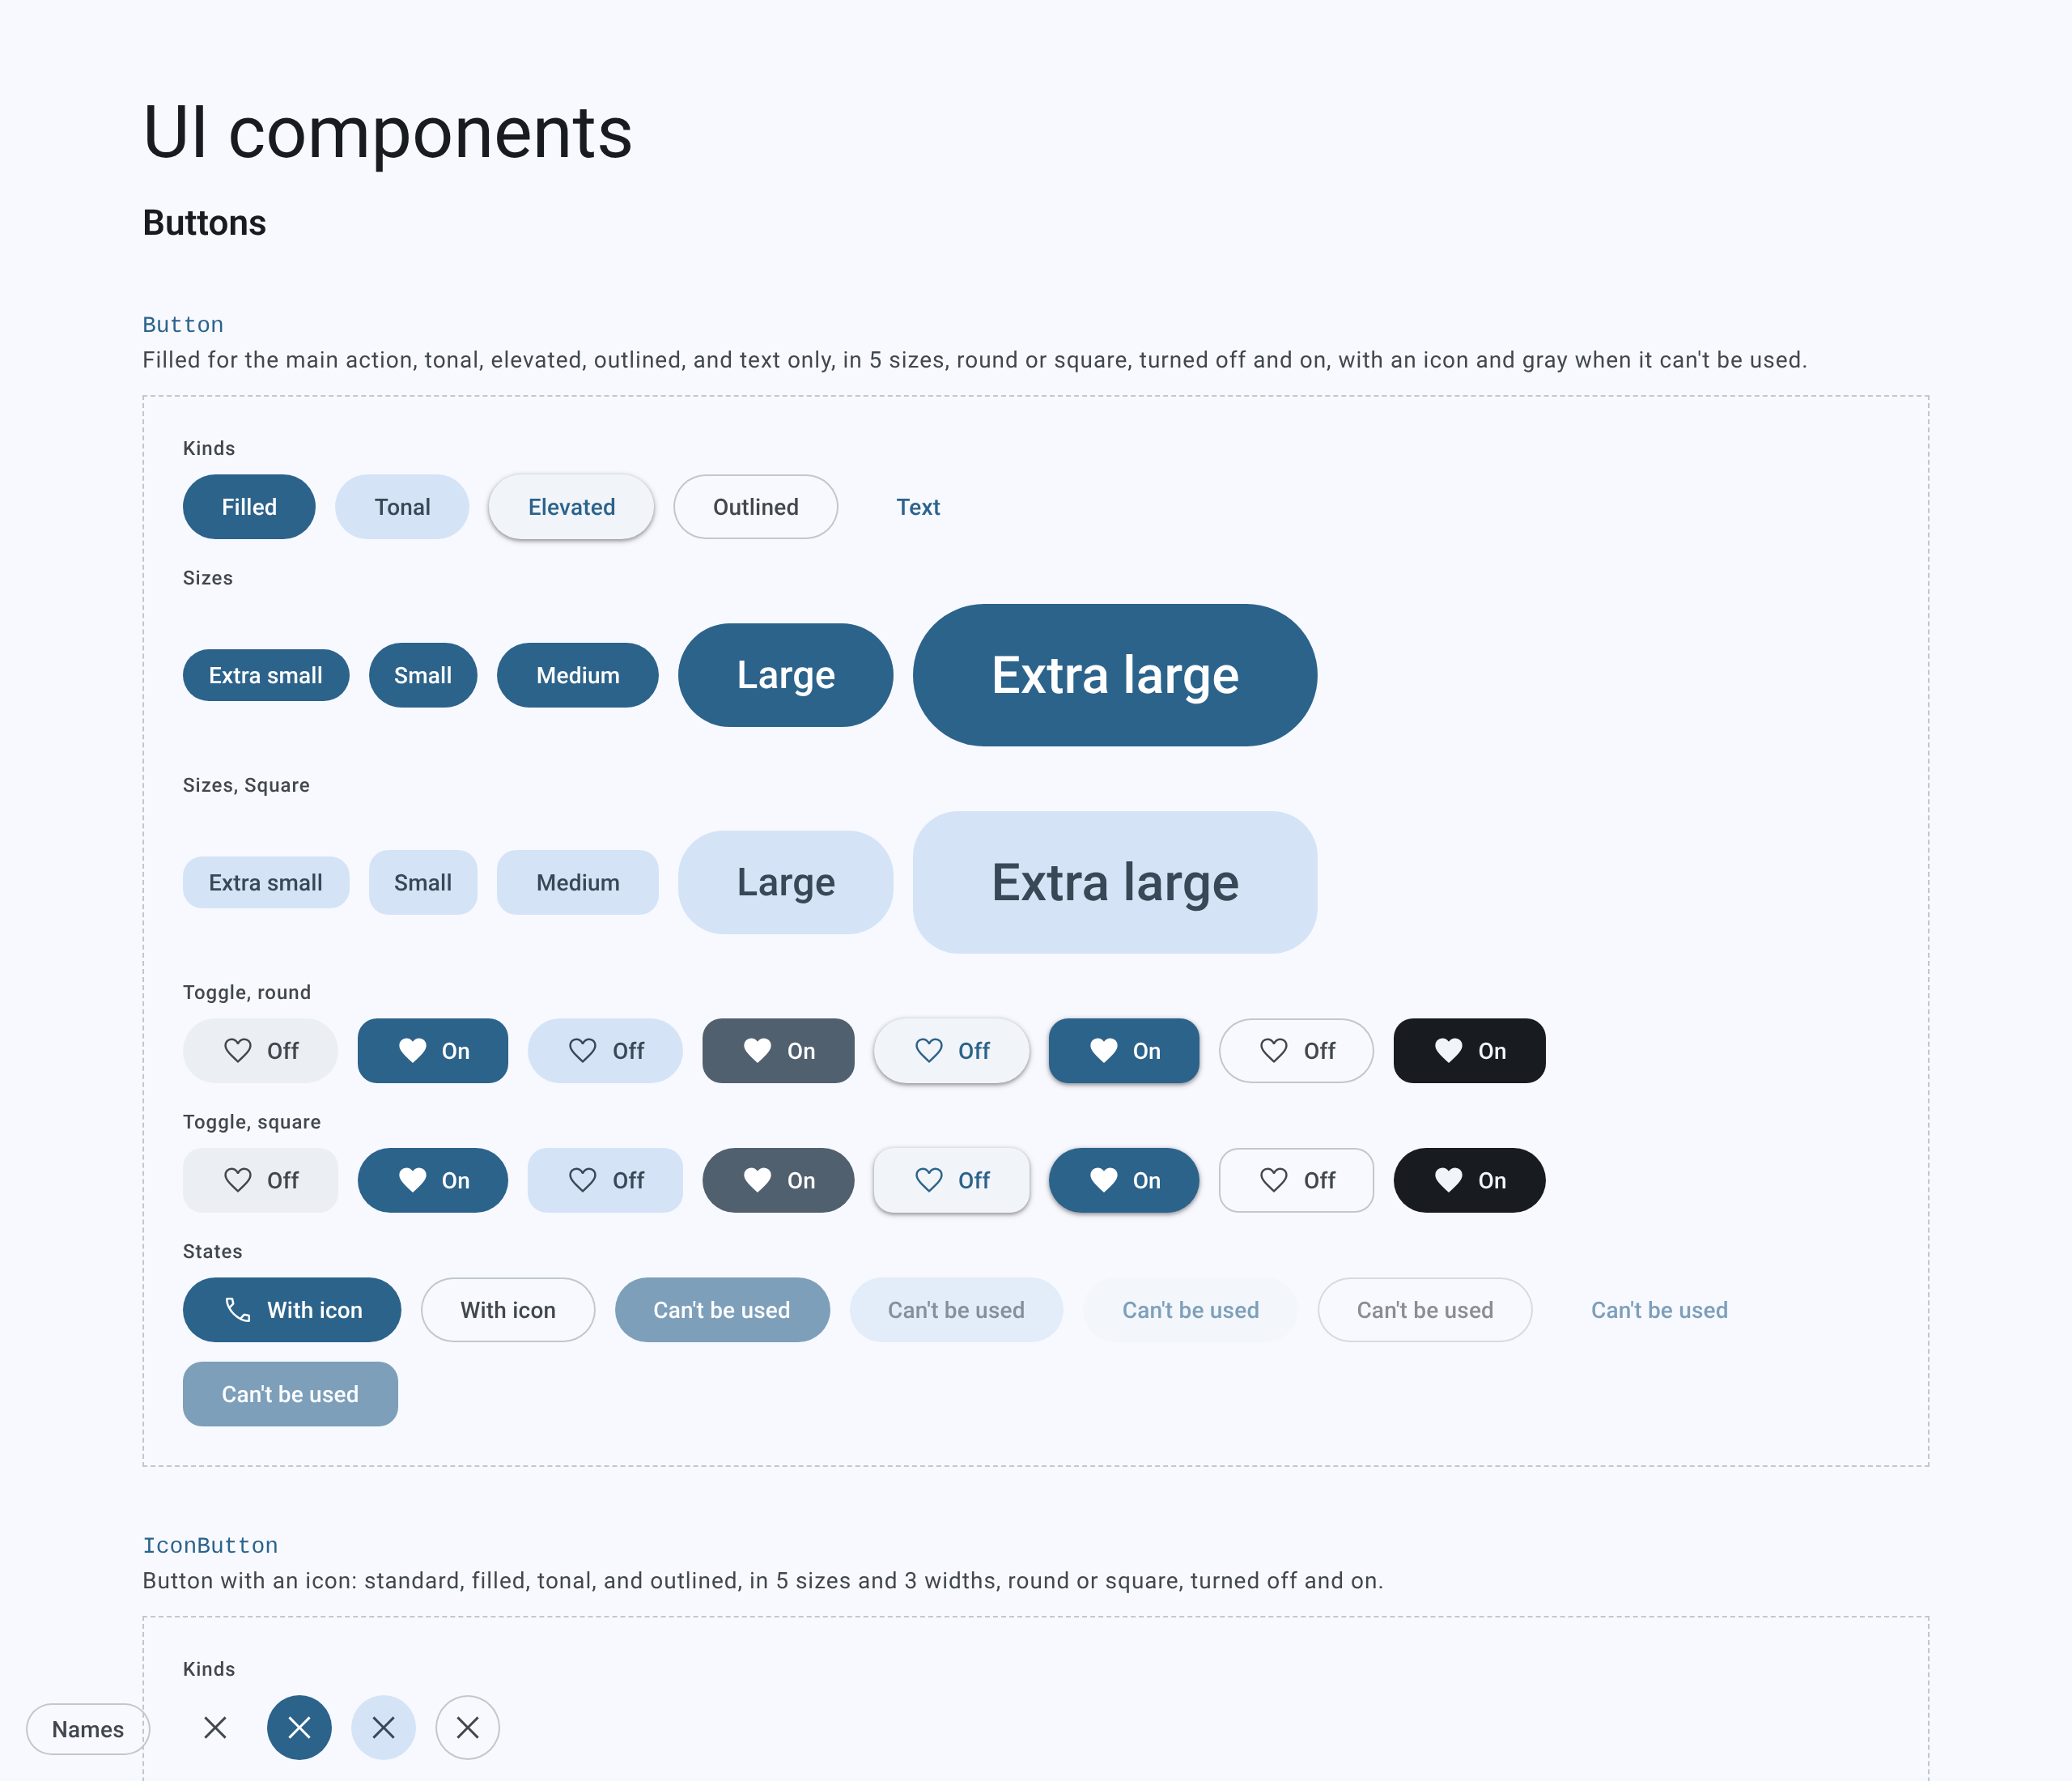 UI components
Buttons
Button
Filled for the main action, tonal, elevated, outlined, and text only, in 5 sizes, round or square, turned off and on, with an icon and gray when it can't be used.
Kinds
Filled Tonal Elevated Outlined Text
Sizes
Extra small Small Medium Large Extra large
Sizes, Square
Extra small Small Medium Large Extra large
Toggle, round
Off On Off On Off On Off On
Toggle, square
Off On Off On Off On Off On
States
With icon With icon Can't be used Can't be used Can't be used Can't be used Can't be used
Can't be used
IconButton
Button with an icon: standard, filled, tonal, and outlined, in 5 sizes and 3 widths, round or square, turned off and on.
Kinds
Names